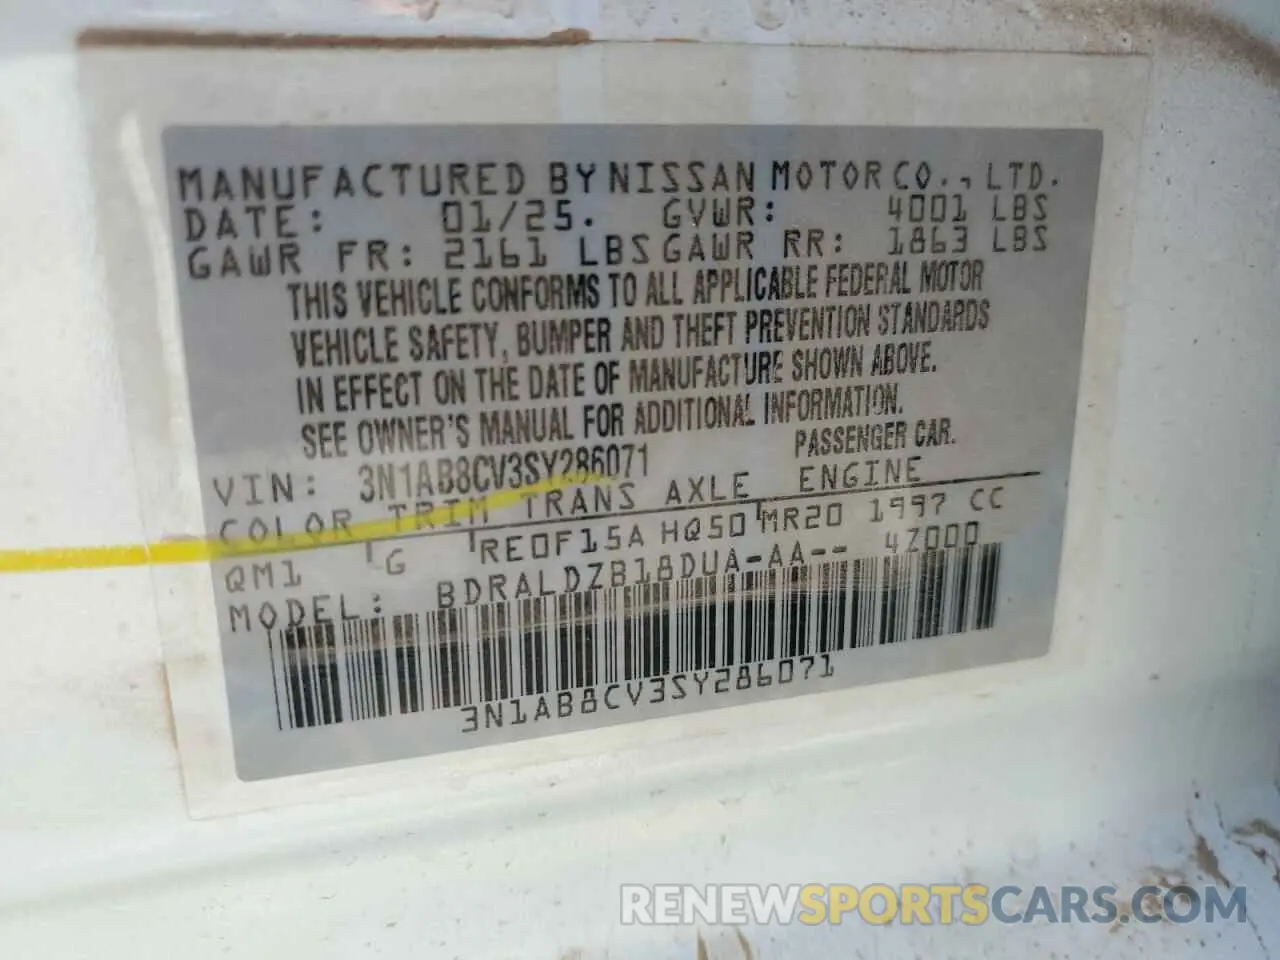 MANUFACTURED BY NISSAN MOTOR CO., LTD.
DATE: 01/25. GVWR: 4001 LBS
GAWR FR: 2161 LBS GAWR RR: 1863 LBS
THIS VEHICLE CONFORMS TO ALL APPLICABLE FEDERAL MOTOR
VEHICLE SAFETY, BUMPER AND THEFT PREVENTION STANDARDS
IN EFFECT ON THE DATE OF MANUFACTURE SHOWN ABOVE.
SEE OWNER'S MANUAL FOR ADDITIONAL INFORMATION.
VIN: 3N1AB8CV3SY286071 PASSENGER CAR.
COLOR TRIM TRANS AXLE ENGINE
QM1 G RE0F15A HQ50 MR20 1997 CC
MODEL: BDRALDZB18DUA-AA-- 47000
3N1AB8CV3SY286071
RENEWSPORTSCARS.COM